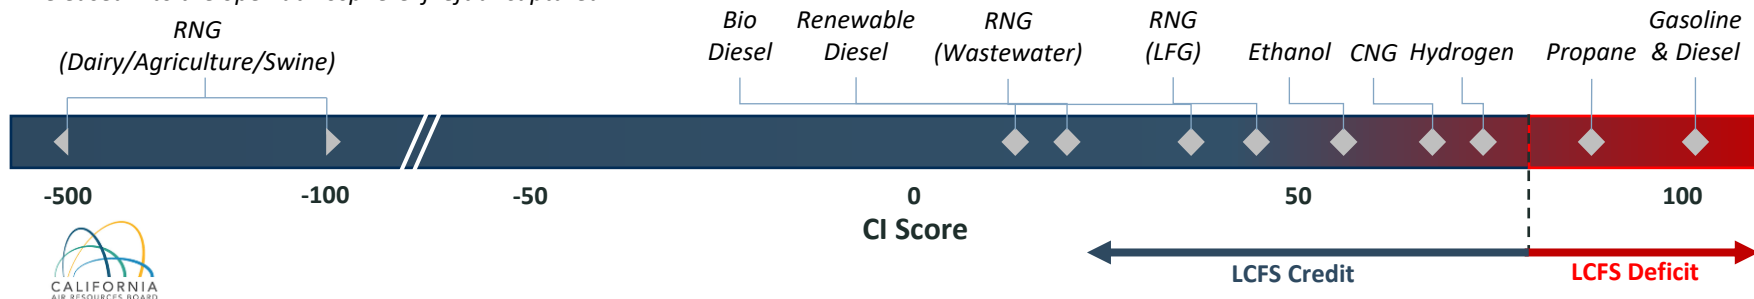 RNG
(Dairy/Agriculture/Swine)
Bio
Diesel
Renewable
Diesel
RNG
(Wastewater)
RNG
(LFG)
Ethanol
CNG
Hydrogen
Propane
Gasoline
& Diesel
-500
-100
-50
0
50
100
CI Score
LCFS Credit
LCFS Deficit
CALIFORNIA
AIR RESOURCES BOARD